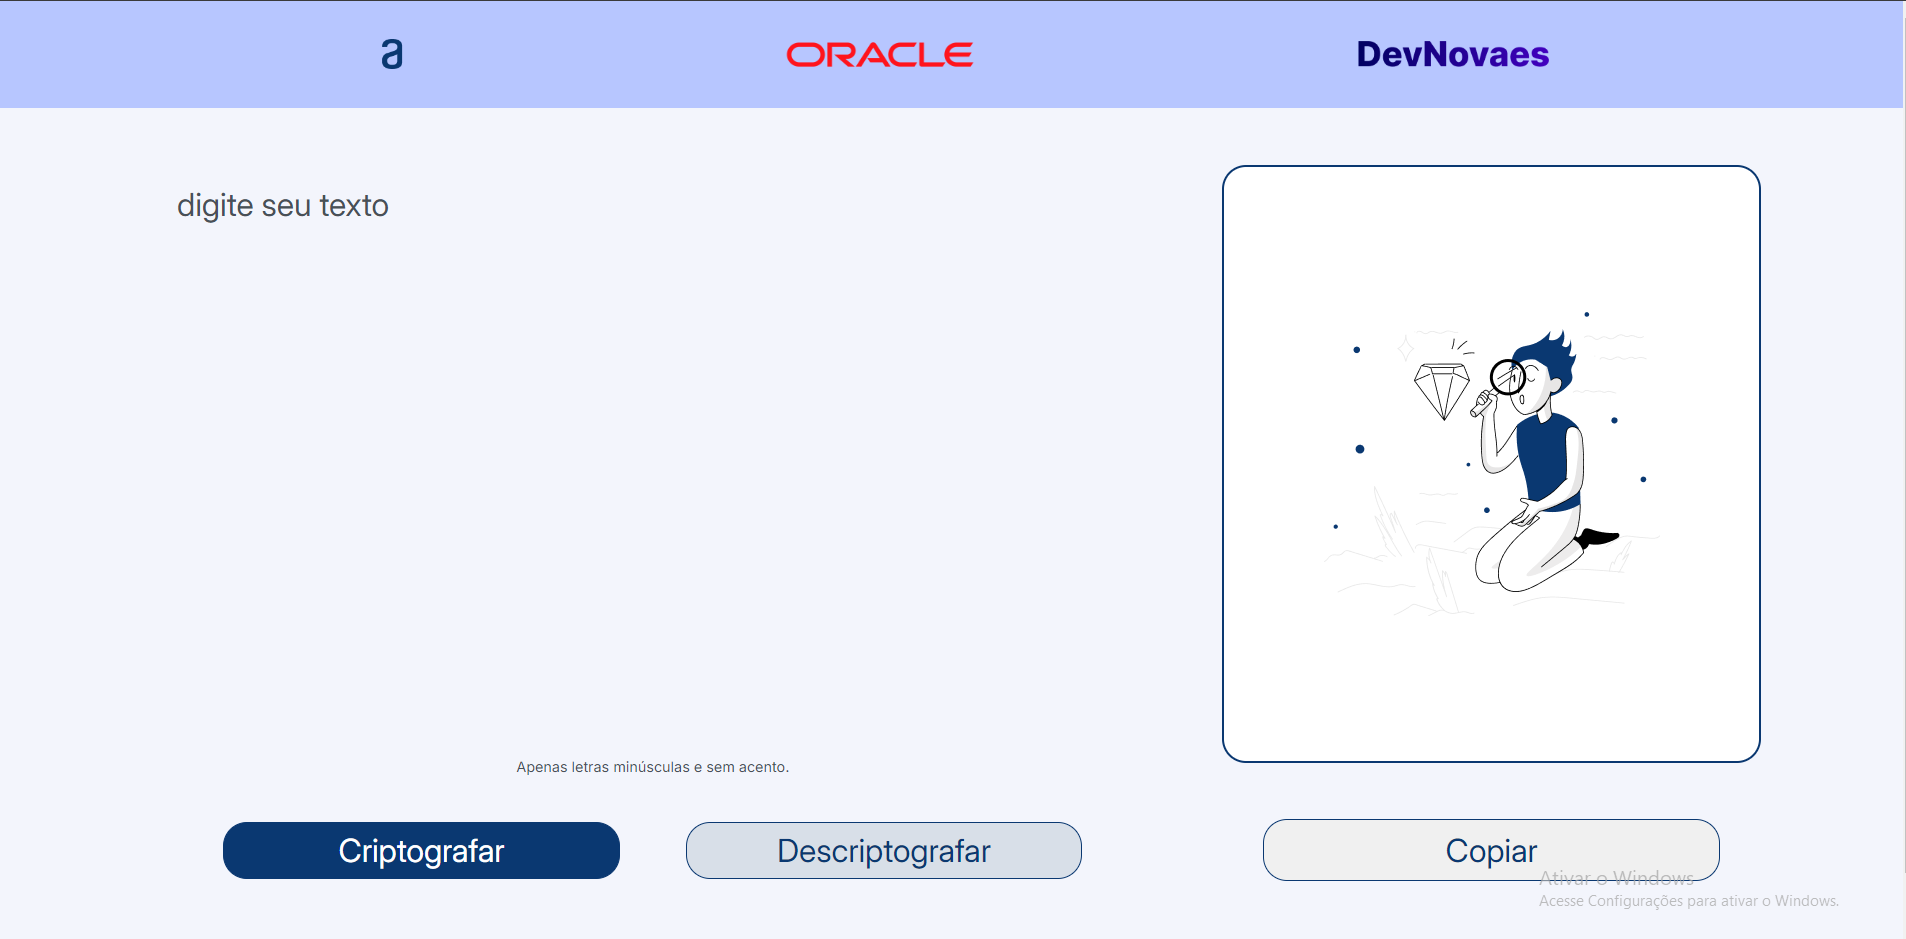 a
ORACLE
DevNovaes
digite seu texto
Apenas letras minúsculas e sem acento.
Criptografar
Descriptografar
Copiar
Ativar o Windows
Acesse Configurações para ativar o Windows.